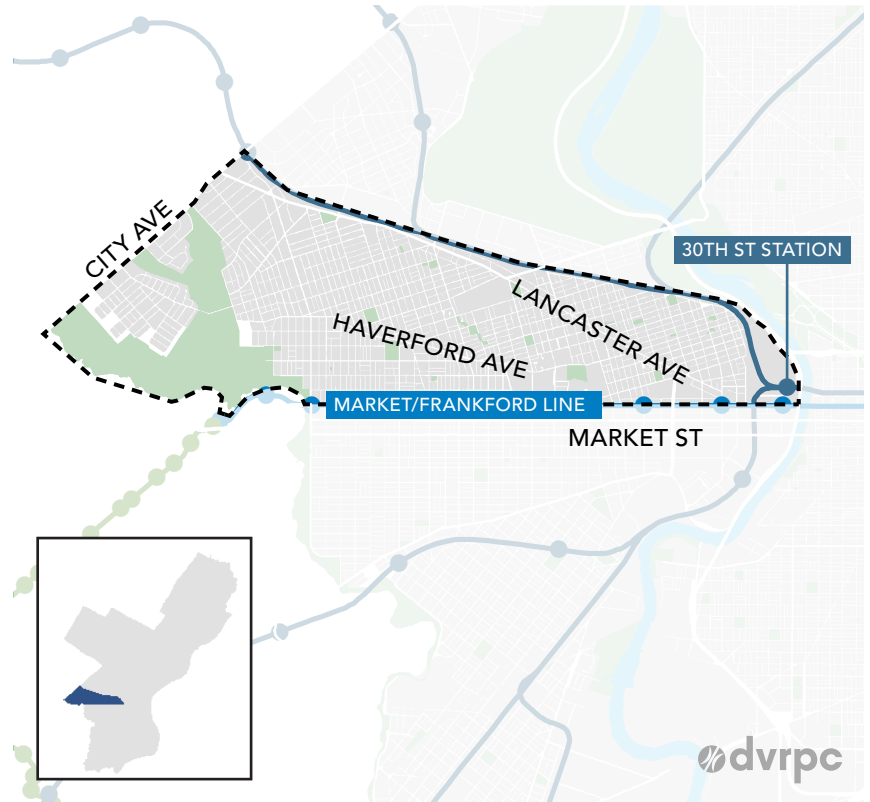 CITY AVE
30TH ST STATION
LANCASTER AVE
HAVERFORD AVE
MARKET/FRANKFORD LINE
MARKET ST
dvrpc